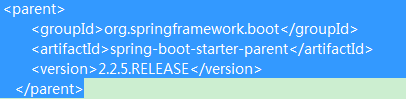 <parent>
<groupId>org.springframework.boot</groupId>
<artifactId>spring-boot-starter-parent</artifactId>
<version>2.2.5.RELEASE</version>
</parent>